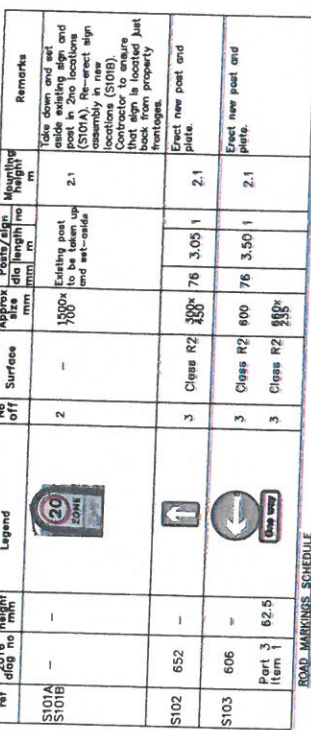 ref
diag no
height
mm
Legend
No
off
Surface
Approx
size
mm
Posts/sign
dia length no
mm m
Mounting
height
m
Remarks
S101A
S101B
-
-
20
ZONE
2
-
1500x
700
Existing post
to be taken up
and set-aside
2.1
Take down and set
aside existing sign and
post in 2no locations
(S101A). Re-erect sign
assembly in new
locations (S101B).
Contractor to ensure
that sign is located just
back from property
frontages.
S102
652
-
3
Class R2
300x
450
76 3.05 1
2.1
Erect new post and
plate.
S103
606
-
3
Class R2
600
76 3.50 1
2.1
Erect new post and
plate.
Part 3
Item 1
62.5
One way
3
Class R2
235
ROAD MARKINGS SCHEDULE